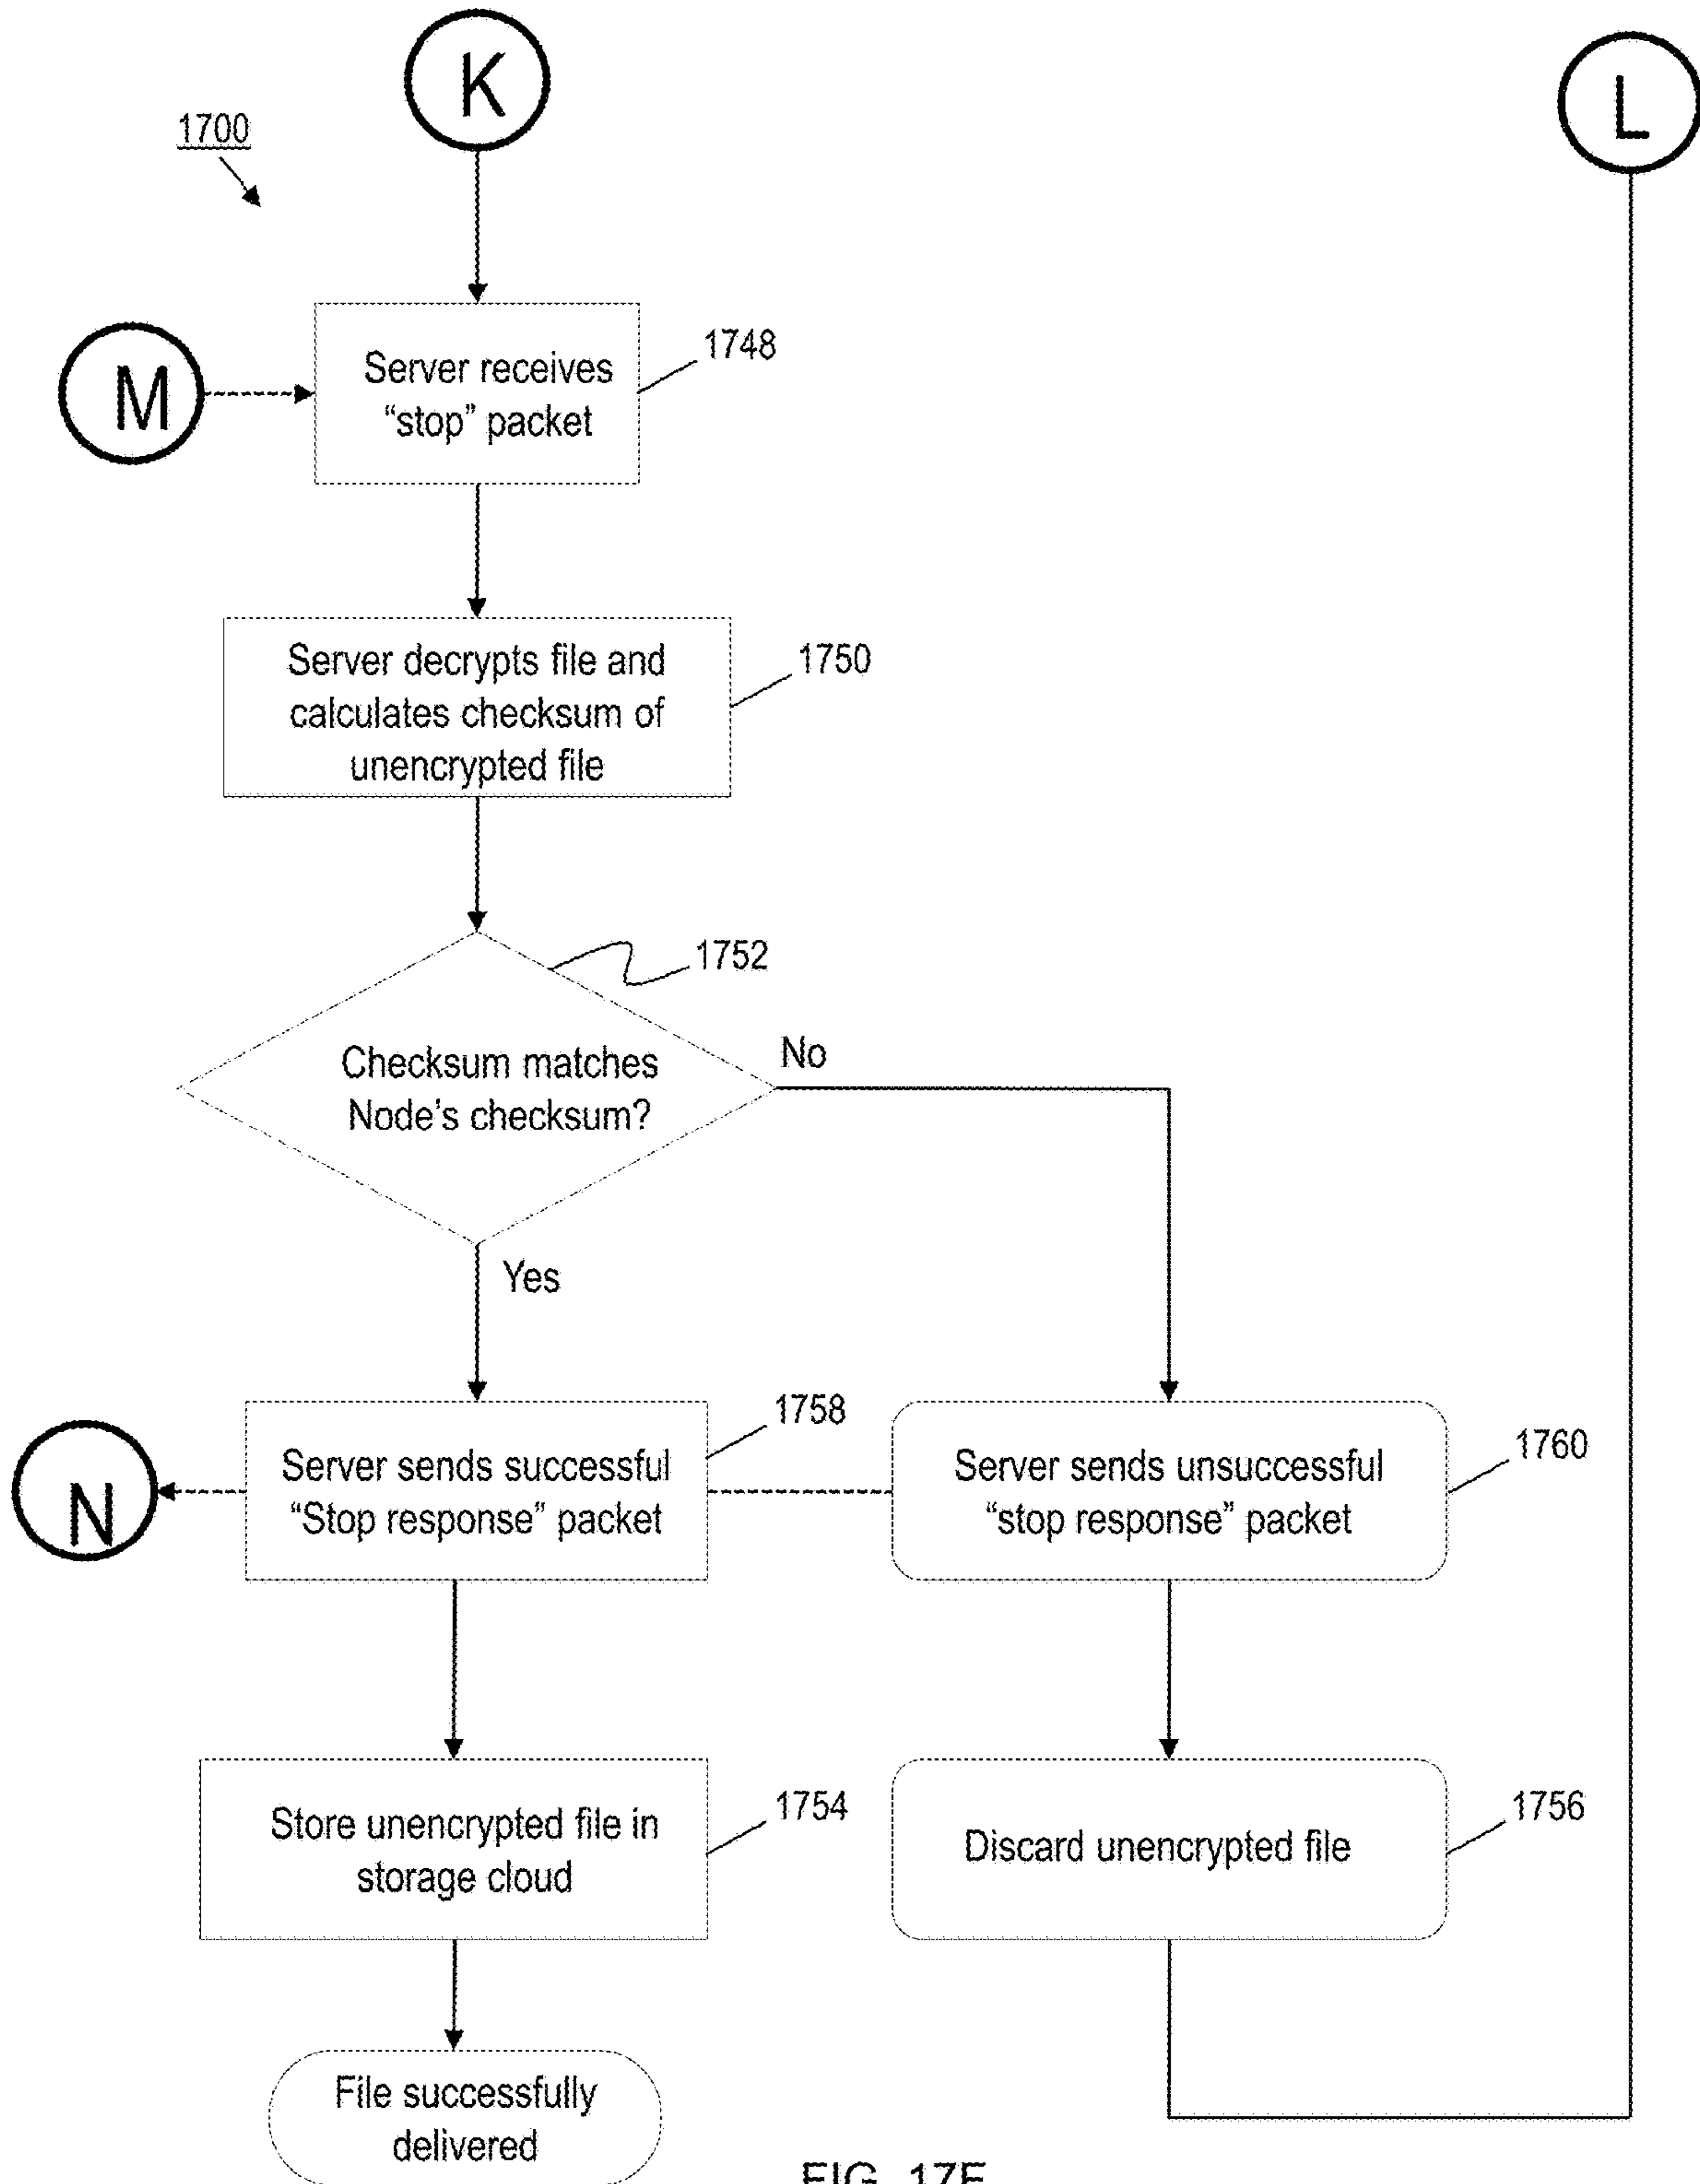 K
L
1700
M
Server receives
“stop” packet
1748
Server decrypts file and
calculates checksum of
unencrypted file
1750
1752
Checksum matches
Node's checksum?
No
Yes
N
Server sends successful
“Stop response” packet
1758
Server sends unsuccessful
“stop response” packet
1760
Store unencrypted file in
storage cloud
1754
Discard unencrypted file
1756
File successfully
delivered
FIG. 17E